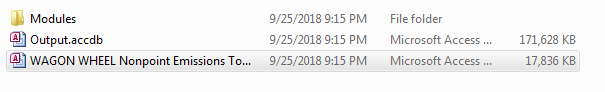 Modules 9/25/2018 9:15 PM File folder
Output.accdb 9/25/2018 9:15 PM Microsoft Access ... 171,628 KB
WAGON WHEEL Nonpoint Emissions To... 9/25/2018 9:15 PM Microsoft Access ... 17,836 KB